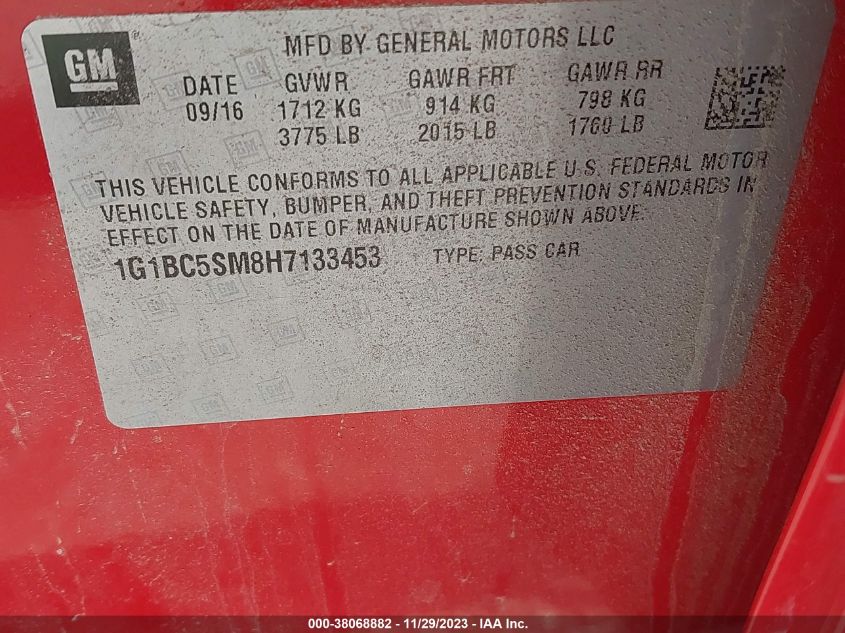 GM
MFD BY GENERAL MOTORS LLC
DATE GVWR GAWR FRT GAWR RR
09/16 1712 KG 914 KG 798 KG
3775 LB 2015 LB 1760 LB
THIS VEHICLE CONFORMS TO ALL APPLICABLE U.S. FEDERAL MOTOR
VEHICLE SAFETY, BUMPER, AND THEFT PREVENTION STANDARDS IN
EFFECT ON THE DATE OF MANUFACTURE SHOWN ABOVE.
1G1BC5SM8H7133453 TYPE: PASS CAR
000-38068882 - 11/29/2023 - IAA Inc.